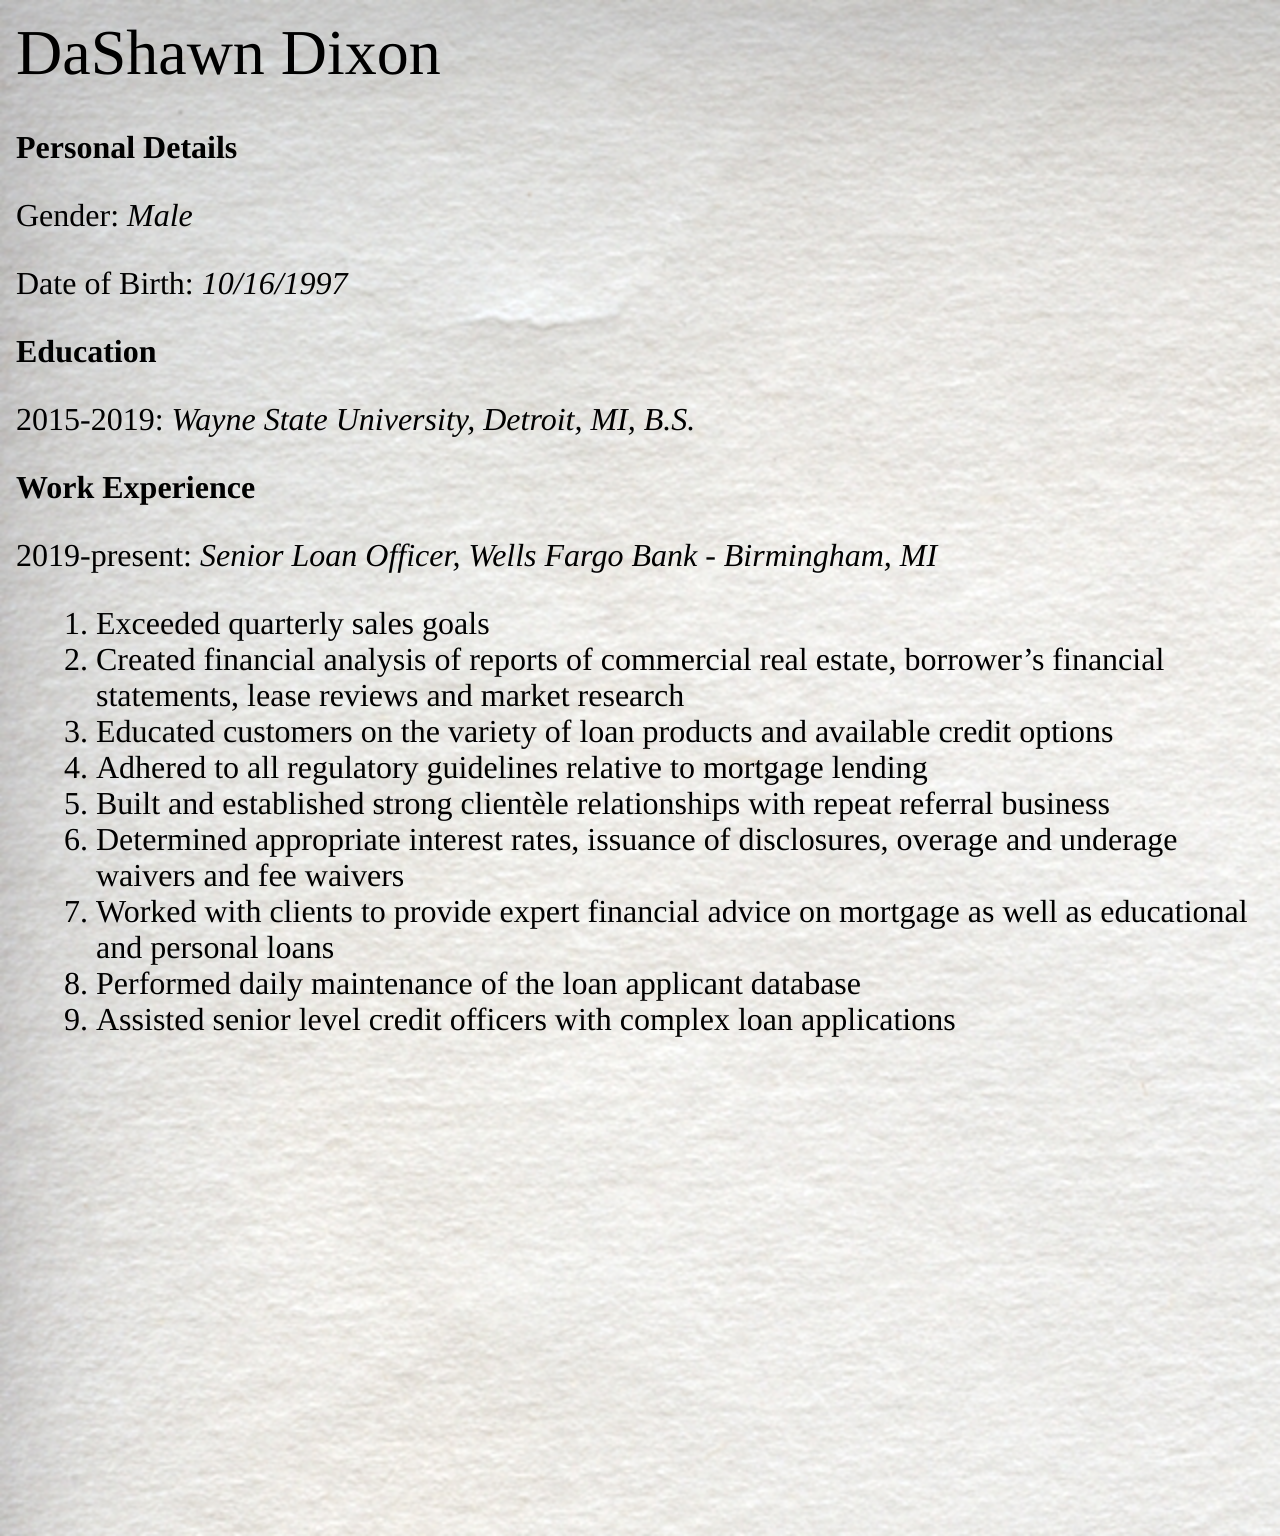 DaShawn Dixon
Personal Details
Gender: Male
Date of Birth: 10/16/1997
Education
2015-2019: Wayne State University, Detroit, MI, B.S.
Work Experience
2019-present: Senior Loan Officer, Wells Fargo Bank - Birmingham, MI
1. Exceeded quarterly sales goals
2. Created financial analysis of reports of commercial real estate, borrower’s financial
statements, lease reviews and market research
3. Educated customers on the variety of loan products and available credit options
4. Adhered to all regulatory guidelines relative to mortgage lending
5. Built and established strong clientèle relationships with repeat referral business
6. Determined appropriate interest rates, issuance of disclosures, overage and underage
waivers and fee waivers
7. Worked with clients to provide expert financial advice on mortgage as well as educational
and personal loans
8. Performed daily maintenance of the loan applicant database
9. Assisted senior level credit officers with complex loan applications